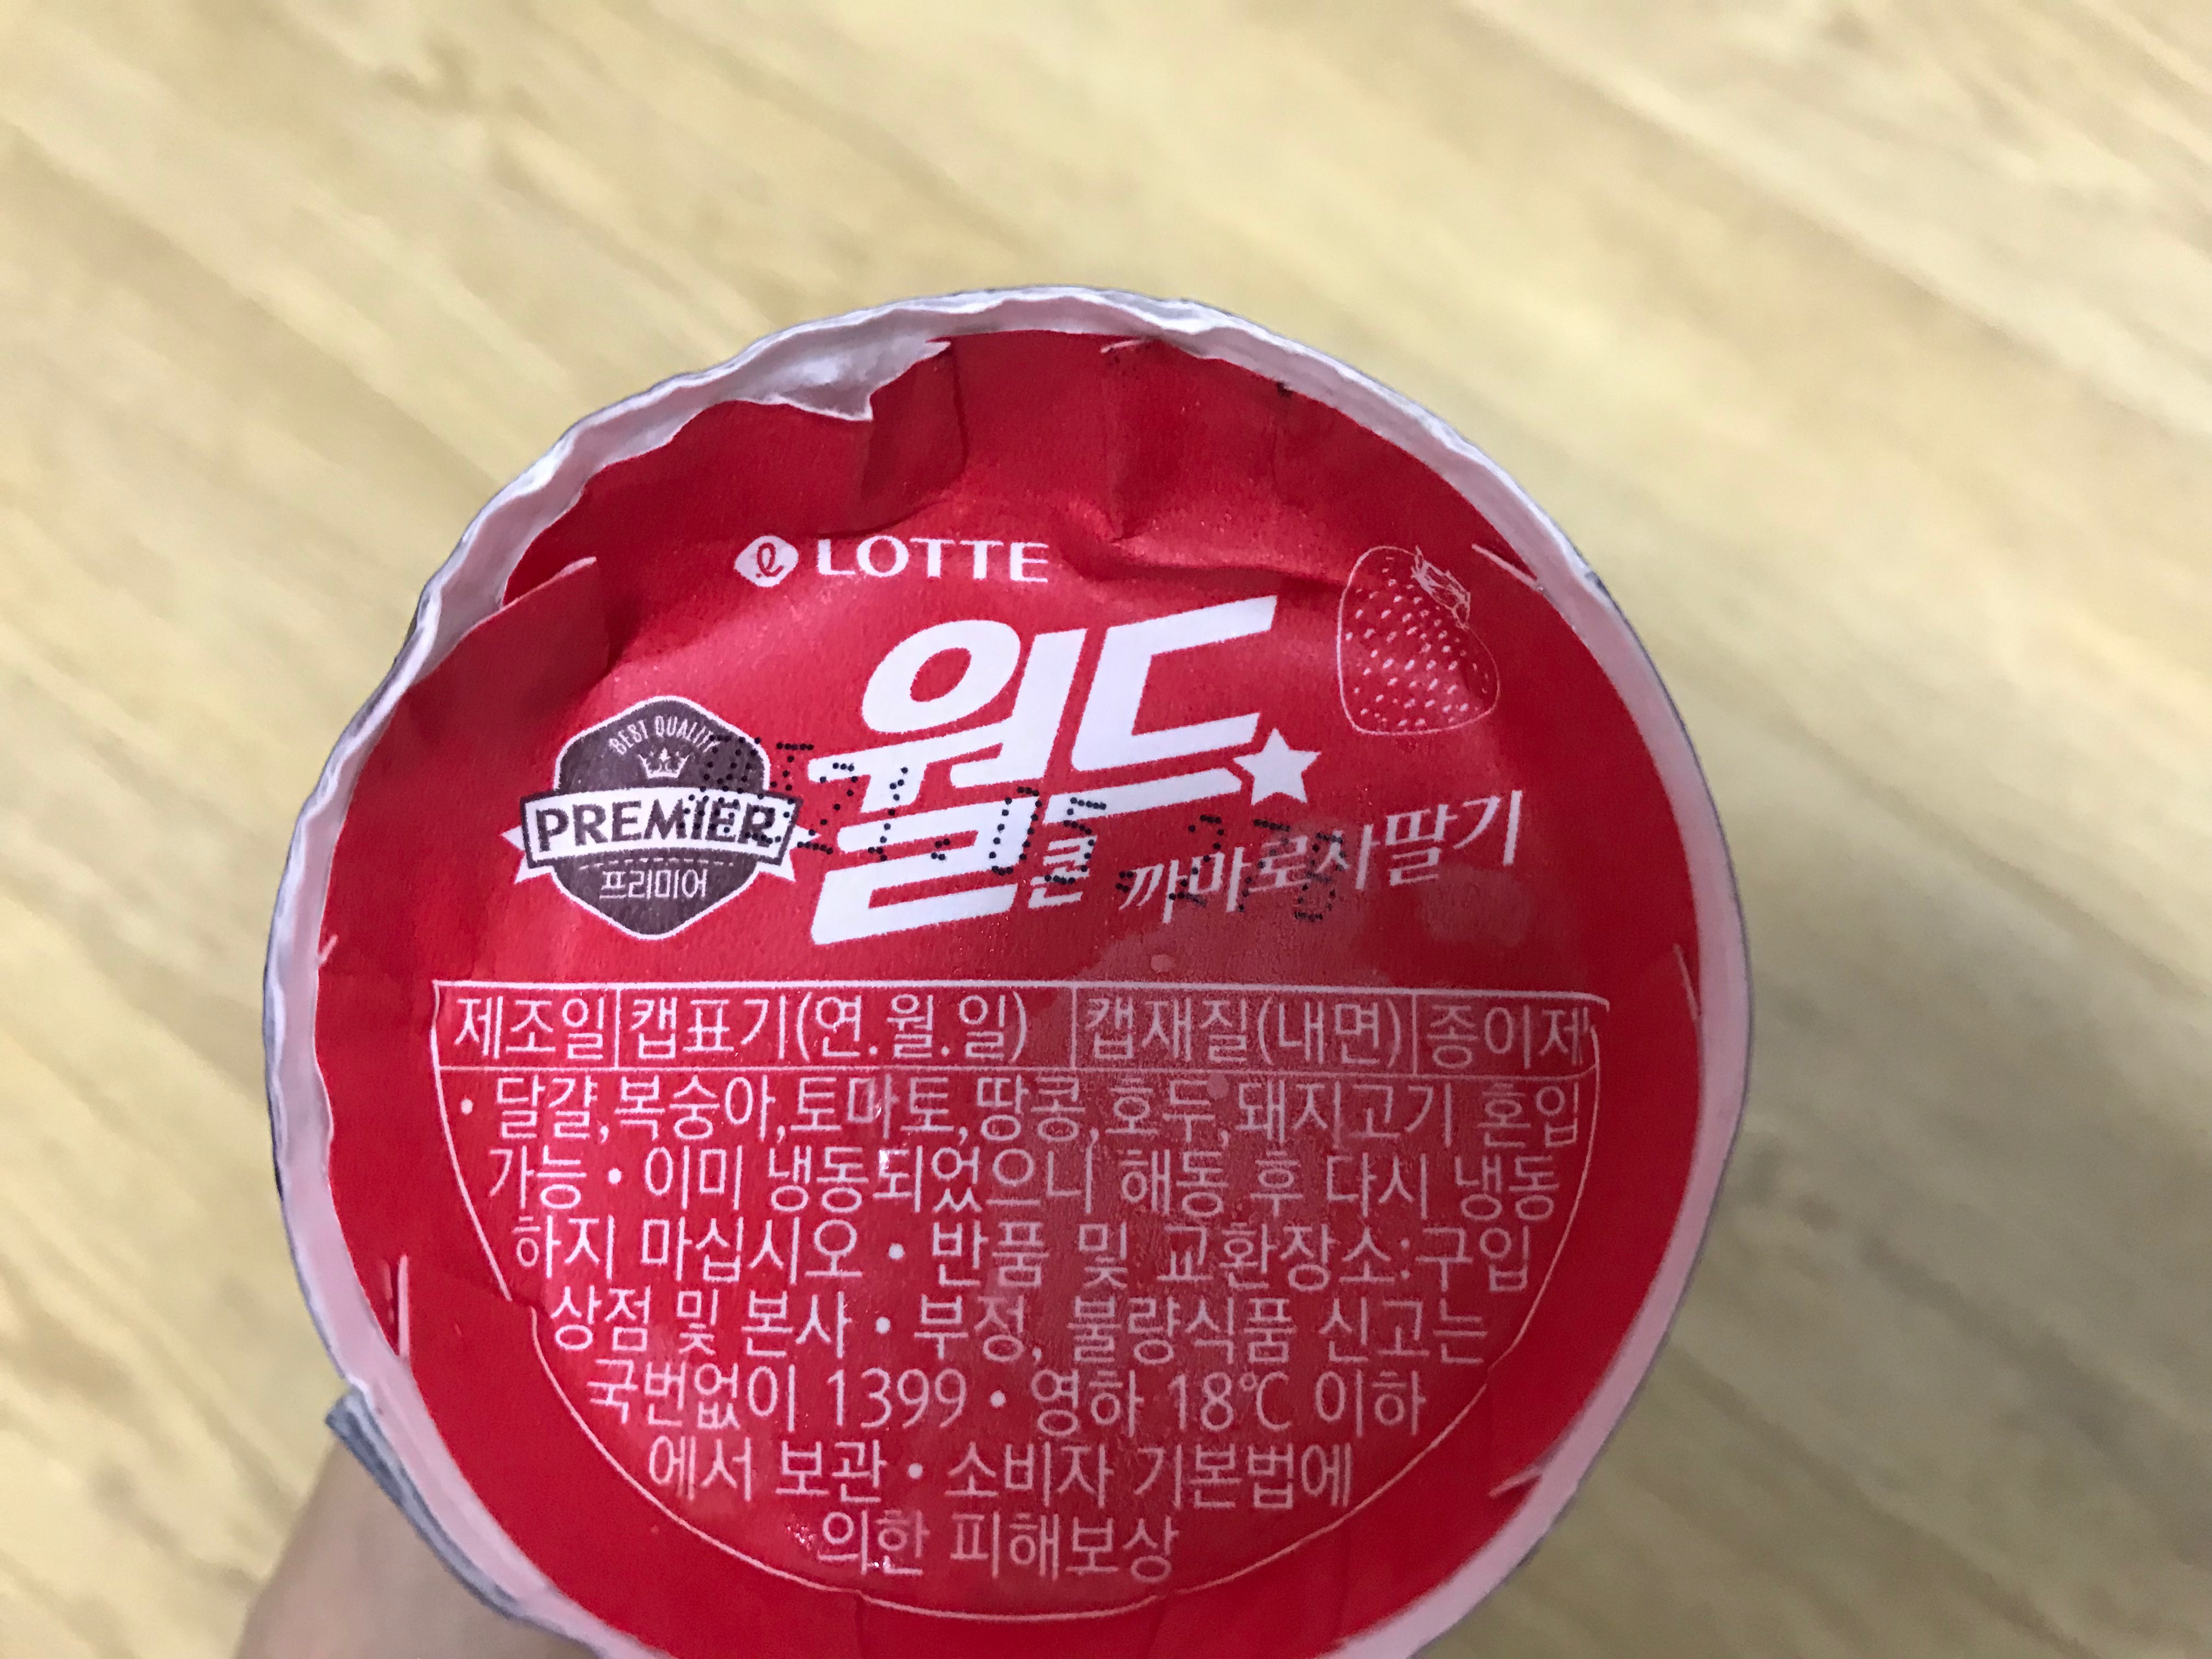 LOTTE
월드콘 까마로사딸기
BEST QUALITY
PREMIER
프리미어
제조일 캡표기(연.월.일) 캡재질(내면) 종이제
• 달걀,복숭아,토마토,땅콩,호두,돼지고기 혼입
가능 • 이미 냉동되었으니 해동 후 다시 냉동
하지 마십시오 • 반품 및 교환장소:구입
상점 및 본사 • 부정, 불량식품 신고는
국번없이 1399 • 영하 18℃ 이하
에서 보관 • 소비자 기본법에
의한 피해보상